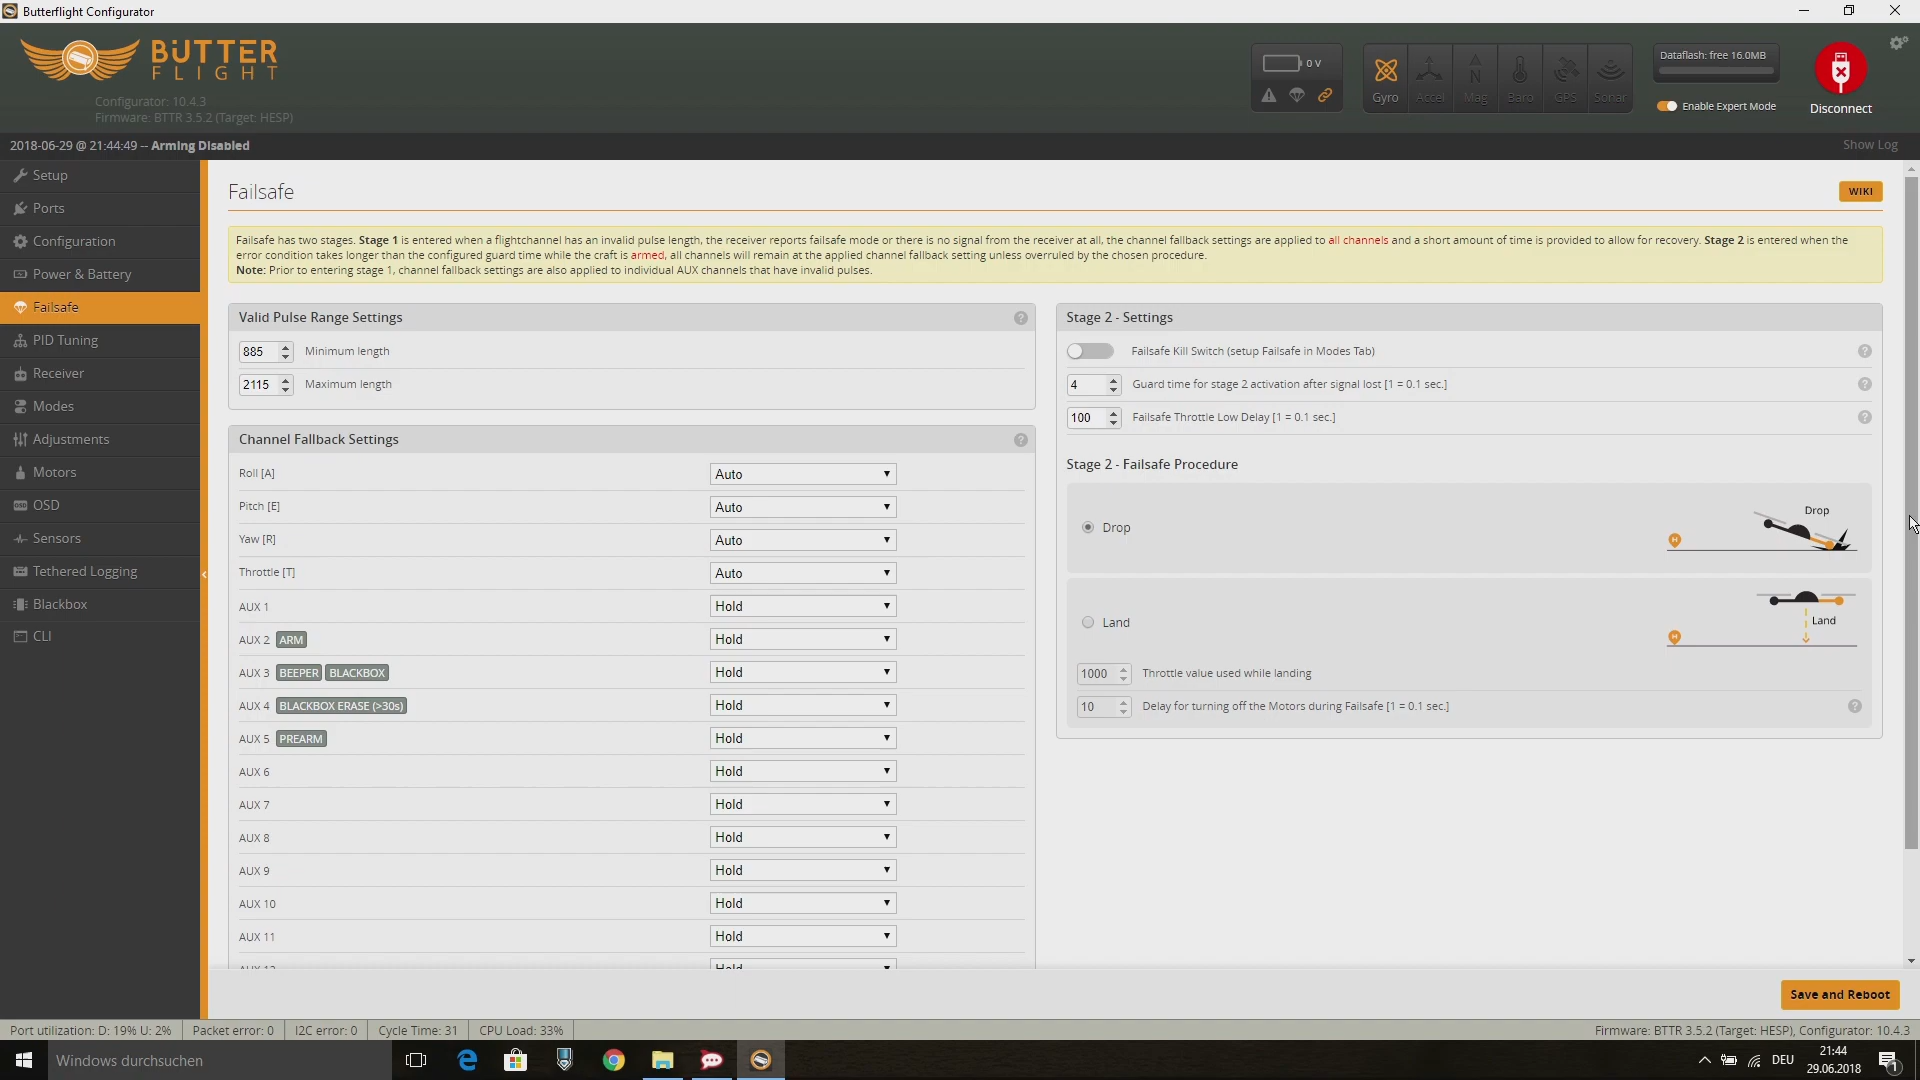 Butterflight Configurator
BUTTER
FLIGHT
Configurator: 10.4.3
Firmware: BTTR 3.5.2 (Target: HESP)
0 V
Gyro
Accel
Mag
Baro
GPS
Sonar
Dataflash: free 16.0MB
Enable Expert Mode
Disconnect
2018-06-29 @ 21:44:49 -- Arming Disabled
Show Log
Setup
Ports
Configuration
Power & Battery
Failsafe
PID Tuning
Receiver
Modes
Adjustments
Motors
OSD
Sensors
Tethered Logging
Blackbox
CLI
Failsafe
WIKI
Failsafe has two stages. Stage 1 is entered when a flightchannel has an invalid pulse length, the receiver reports failsafe mode or there is no signal from the receiver at all, the channel fallback settings are applied to all channels and a short amount of time is provided to allow for recovery. Stage 2 is entered when the
error condition takes longer than the configured guard time while the craft is armed, all channels will remain at the applied channel fallback setting unless overruled by the chosen procedure.
Note: Prior to entering stage 1, channel fallback settings are also applied to individual AUX channels that have invalid pulses.
Valid Pulse Range Settings
885 Minimum length
2115 Maximum length
Channel Fallback Settings
Roll [A] Auto
Pitch [E] Auto
Yaw [R] Auto
Throttle [T] Auto
AUX 1 Hold
AUX 2 ARM Hold
AUX 3 BEEPER BLACKBOX Hold
AUX 4 BLACKBOX ERASE (>30s) Hold
AUX 5 PREARM Hold
AUX 6 Hold
AUX 7 Hold
AUX 8 Hold
AUX 9 Hold
AUX 10 Hold
AUX 11 Hold
AUX 12 Hold
Stage 2 - Settings
Failsafe Kill Switch (setup Failsafe in Modes Tab)
4 Guard time for stage 2 activation after signal lost [1 = 0.1 sec.]
100 Failsafe Throttle Low Delay [1 = 0.1 sec.]
Stage 2 - Failsafe Procedure
Drop
Drop
H
Land
Land
H
1000 Throttle value used while landing
10 Delay for turning off the Motors during Failsafe [1 = 0.1 sec.]
Save and Reboot
Port utilization: D: 19% U: 2%
Packet error: 0
I2C error: 0
Cycle Time: 31
CPU Load: 33%
Firmware: BTTR 3.5.2 (Target: HESP), Configurator: 10.4.3
Windows durchsuchen
DEU
21:44
29.06.2018
1